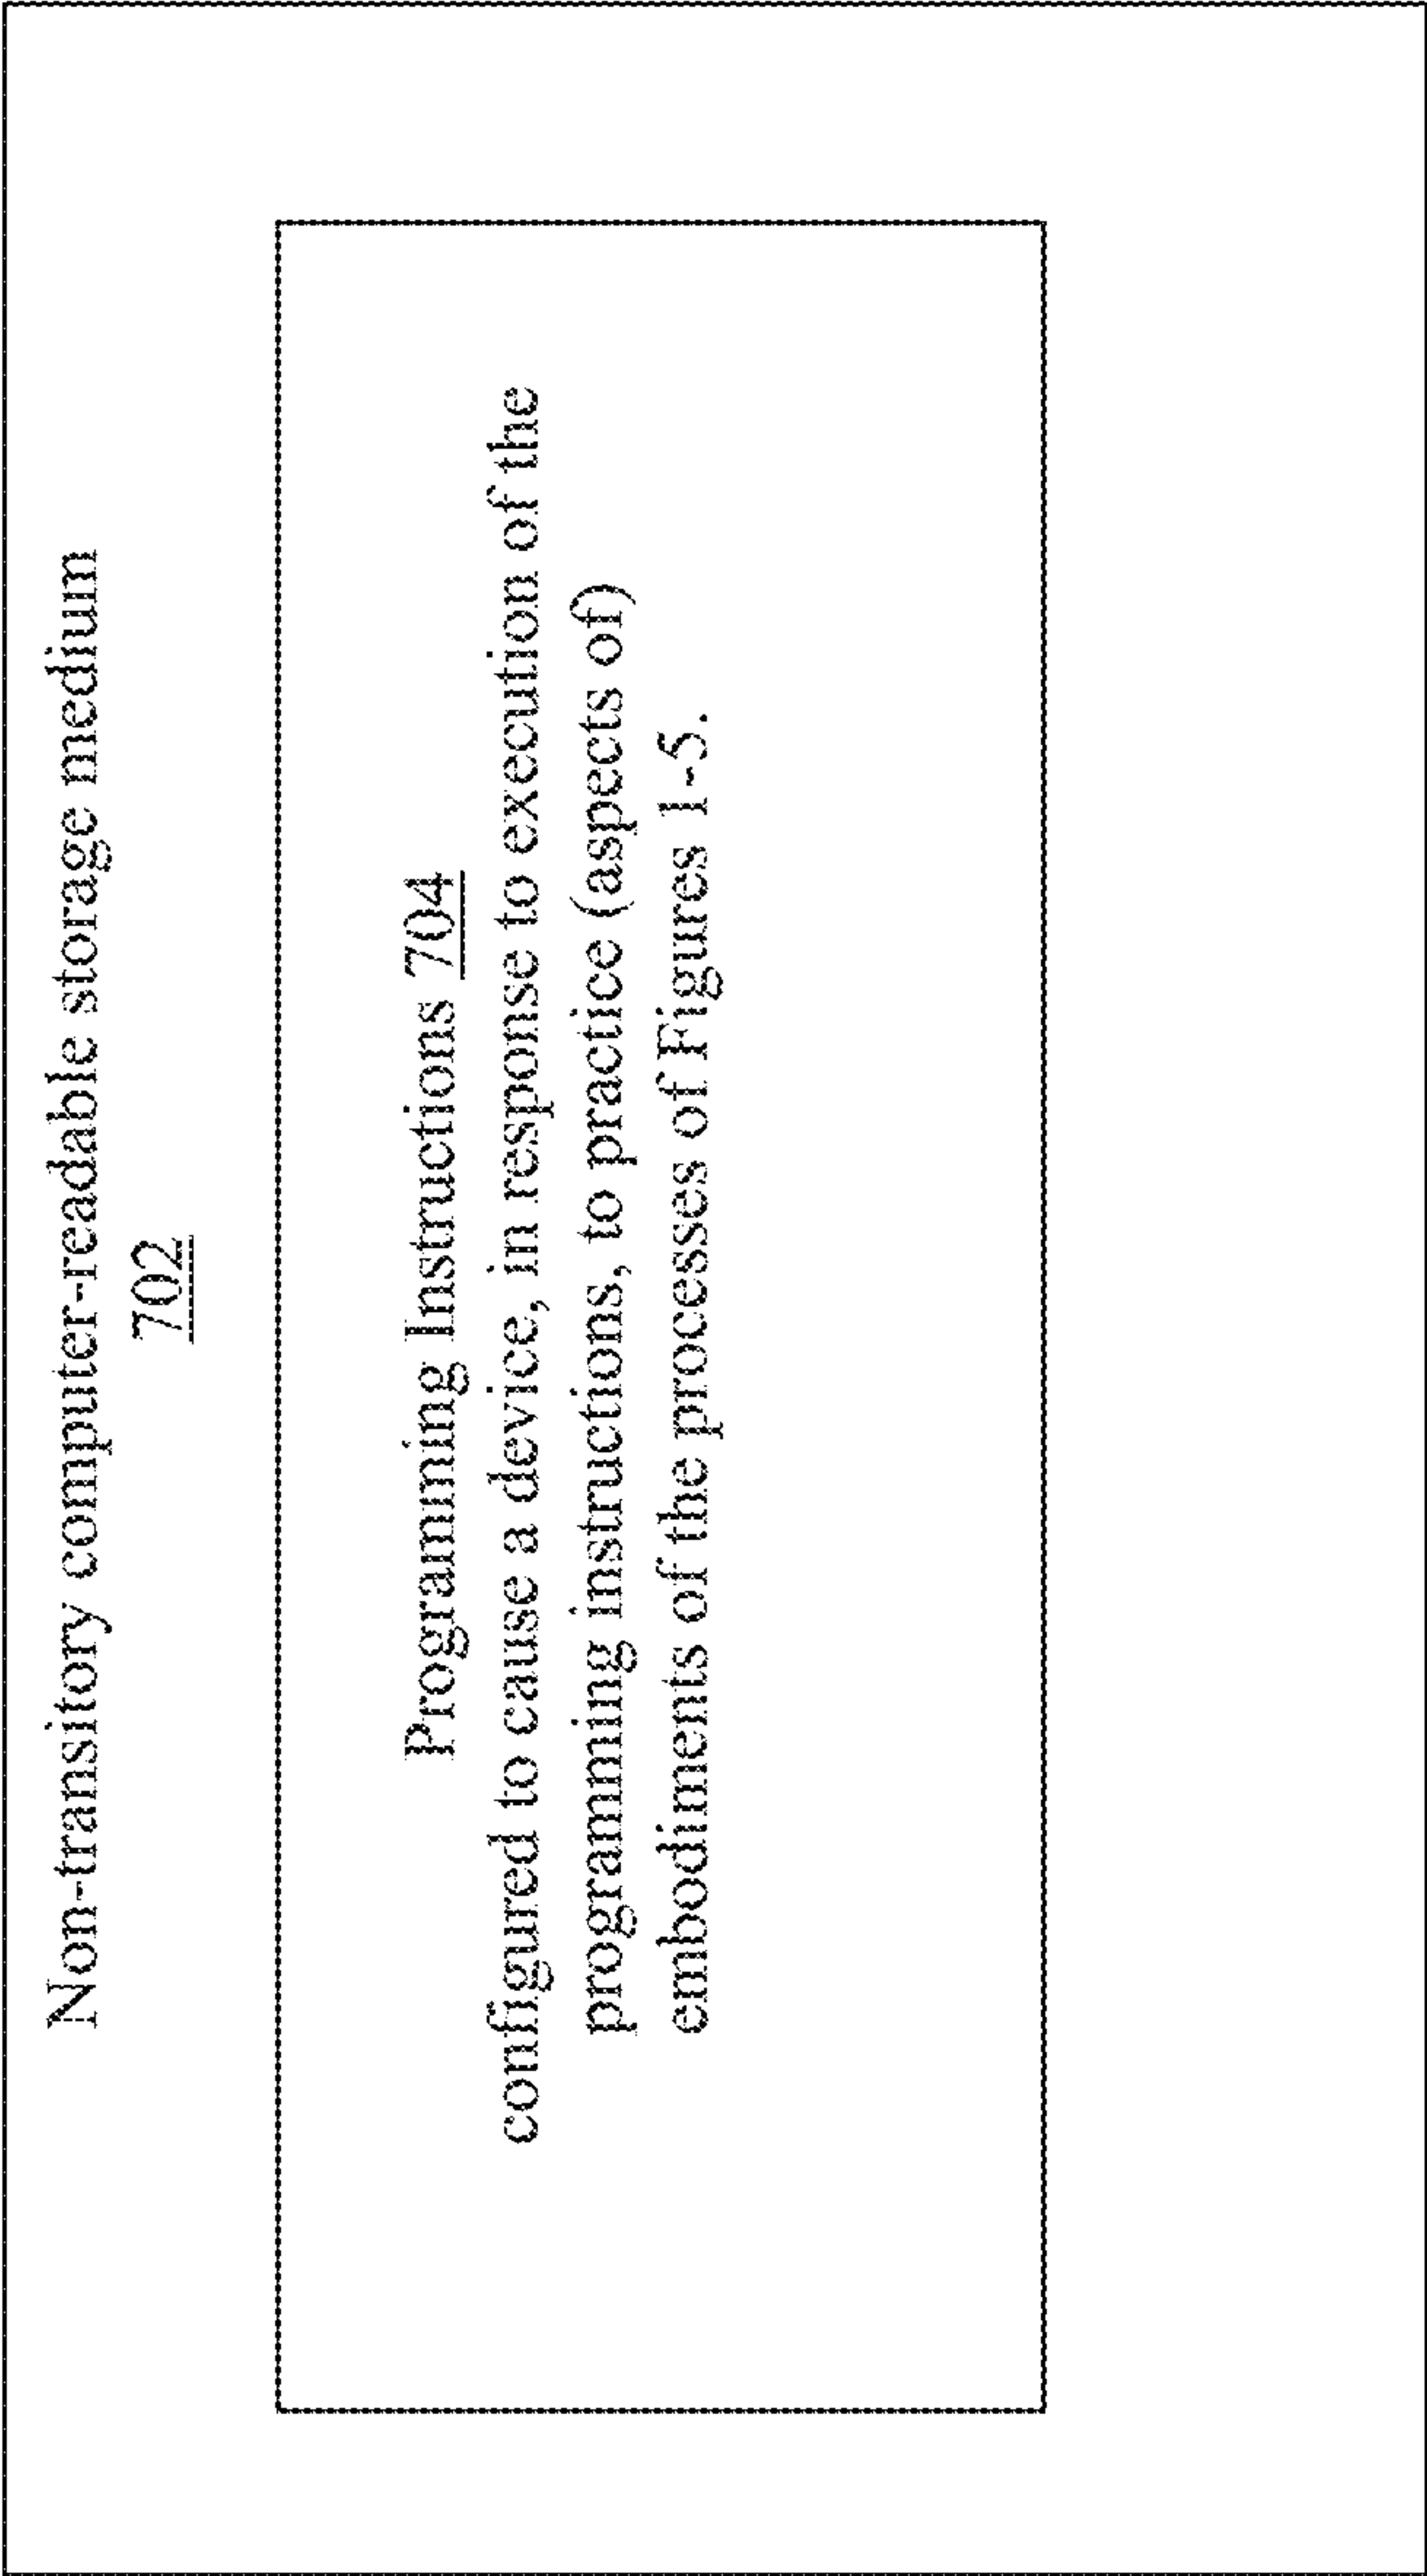 Non-transitory computer-readable storage medium
702
Programming Instructions 704
configured to cause a device, in response to execution of the
programming instructions, to practice (aspects of)
embodiments of the processes of Figures 1-5.